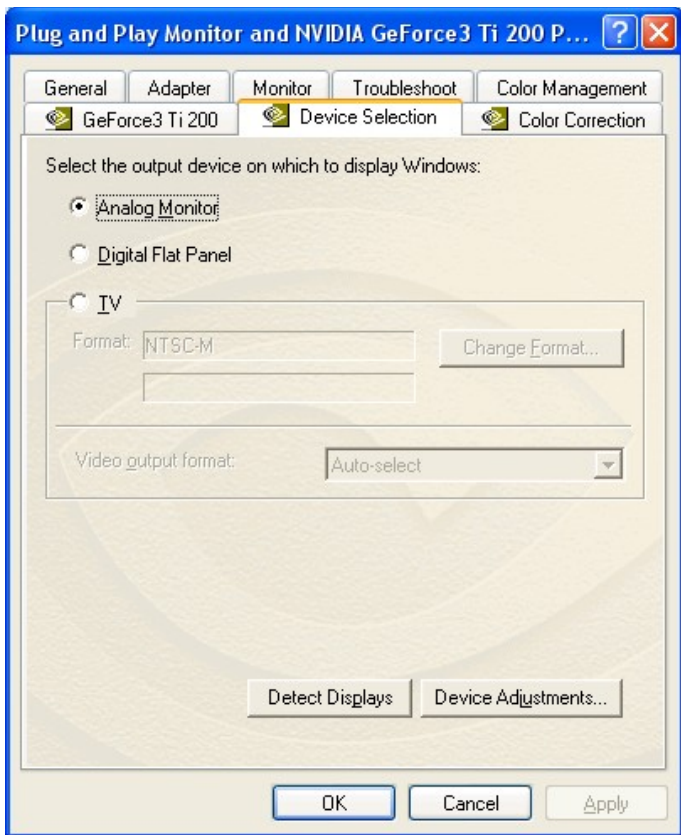 Plug and Play Monitor and NVIDIA GeForce3 Ti 200 P...
General Adapter Monitor Troubleshoot Color Management
GeForce3 Ti 200 Device Selection Color Correction
Select the output device on which to display Windows:
Analog Monitor
Digital Flat Panel
TV
Format: NTSC-M Change Format...
Video output format: Auto-select
Detect Displays Device Adjustments...
OK Cancel Apply